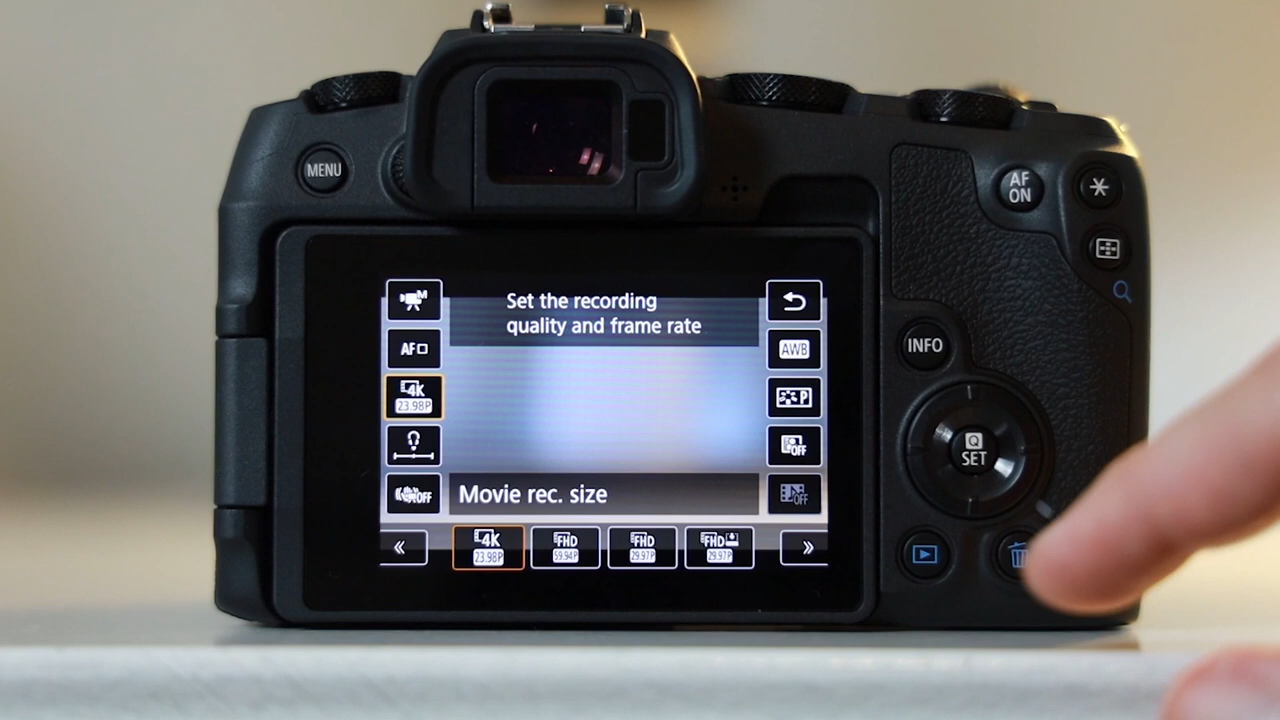 MENU
AF
ON
INFO
Q
SET
M
Set the recording
quality and frame rate
AF
AWB
4K
23.98P
P
OFF
OFF
Movie rec. size
OFF
4K
23.98P
FHD
59.94P
FHD
29.97P
FHD
29.97P